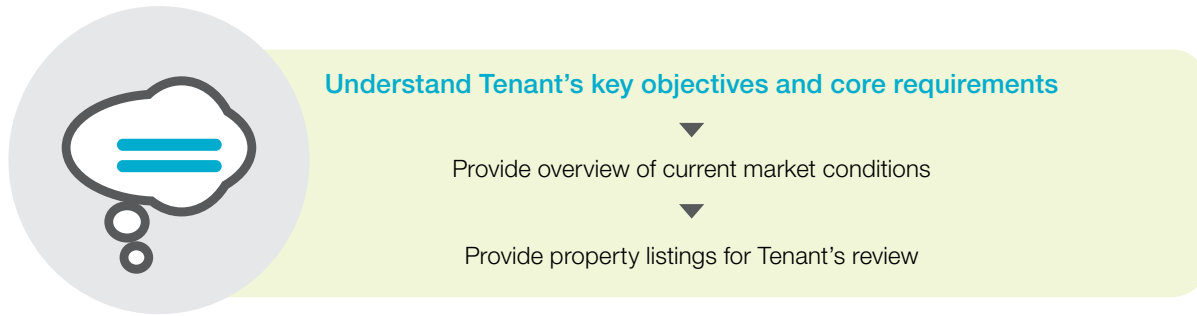 Understand Tenant’s key objectives and core requirements
Provide overview of current market conditions
Provide property listings for Tenant’s review